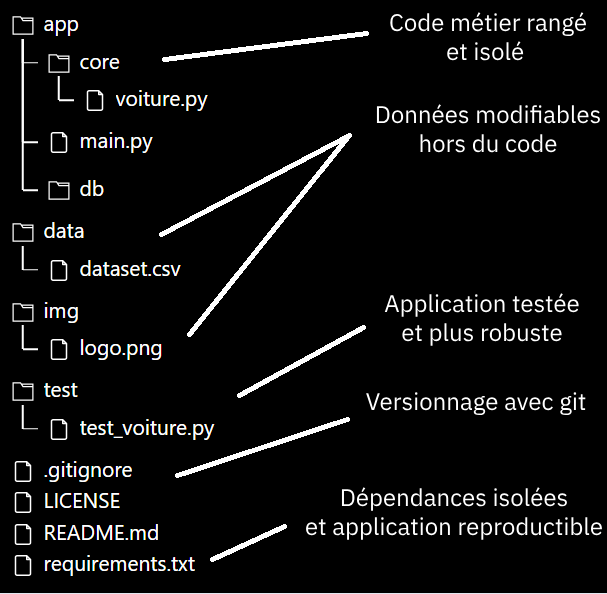 app
Code métier rangé
et isolé
core
voiture.py
Données modifiables
hors du code
main.py
db
data
dataset.csv
img
Application testée
et plus robuste
logo.png
test
Versionnage avec git
test_voiture.py
.gitignore
LICENSE
Dépendances isolées
et application reproductible
README.md
requirements.txt